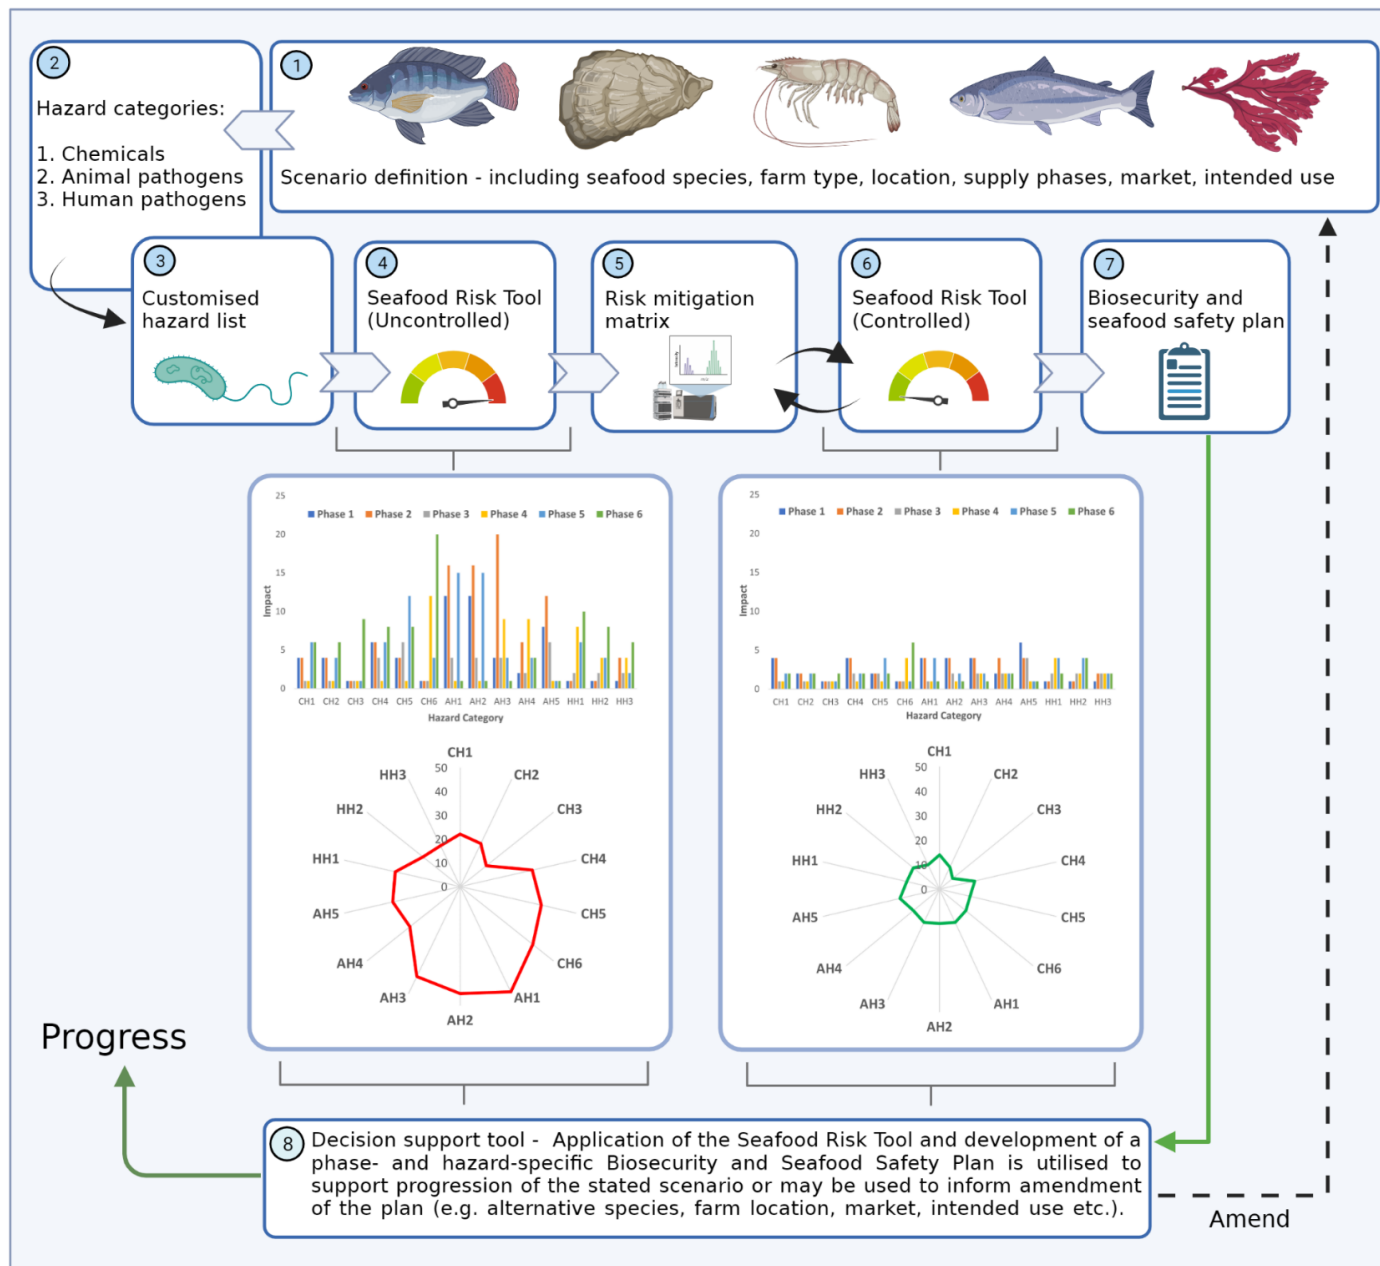 2
Hazard categories:
1. Chemicals
2. Animal pathogens
3. Human pathogens
1
Scenario definition - including seafood species, farm type, location, supply phases, market, intended use
3
Customised
hazard list
4
Seafood Risk Tool
(Uncontrolled)
5
Risk mitigation
matrix
6
Seafood Risk Tool
(Controlled)
7
Biosecurity and
seafood safety plan
25
Phase 1 Phase 2 Phase 3 Phase 4 Phase 5 Phase 6
20
15
10
5
0
Impact
CH1 CH2 CH3 CH4 CH5 CH6 AH1 AH2 AH3 AH4 AH5 HH1 HH2 HH3
Hazard Category
CH1
CH2
CH3
CH4
CH5
CH6
AH1
AH2
AH3
AH4
AH5
HH1
HH2
HH3
50
40
30
20
10
0
25
Phase 1 Phase 2 Phase 3 Phase 4 Phase 5 Phase 6
20
15
10
5
0
Impact
CH1 CH2 CH3 CH4 CH5 CH6 AH1 AH2 AH3 AH4 AH5 HH1 HH2 HH3
Hazard Category
CH1
CH2
CH3
CH4
CH5
CH6
AH1
AH2
AH3
AH4
AH5
HH1
HH2
HH3
50
40
30
20
10
0
Progress
8
Decision support tool - Application of the Seafood Risk Tool and development of a
phase- and hazard-specific Biosecurity and Seafood Safety Plan is utilised to
support progression of the stated scenario or may be used to inform amendment
of the plan (e.g. alternative species, farm location, market, intended use etc.).
Amend